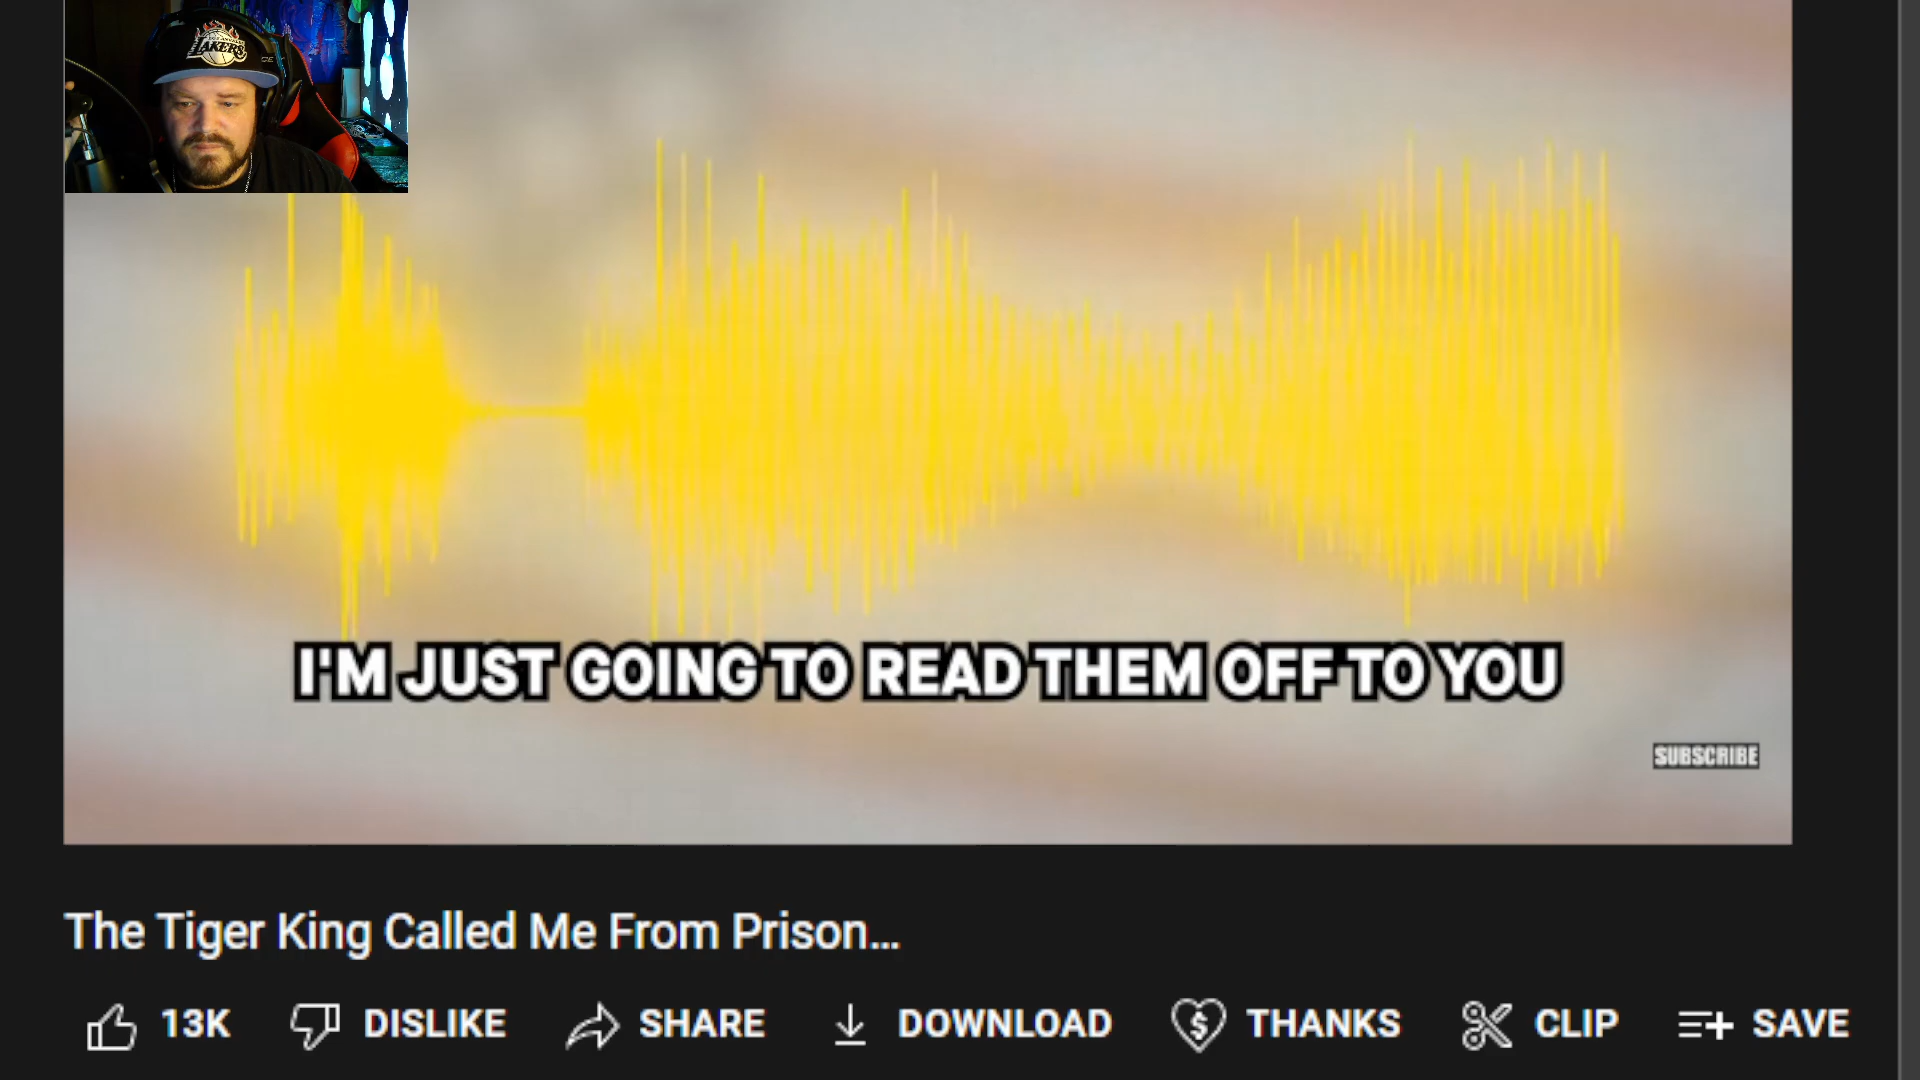 LAKERS
I'M JUST GOING TO READ THEM OFF TO YOU
SUBSCRIBE
The Tiger King Called Me From Prison...
13K DISLIKE SHARE DOWNLOAD THANKS CLIP SAVE